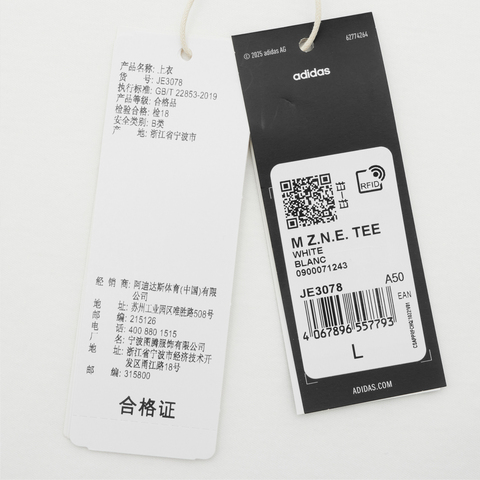 产品名称: 上衣
货 号: JE3078
执行标准: GB/T 22853-2019
产品等级: 合格品
检验合格: 检18
安全类别: B类
产 地: 浙江省宁波市
经 销 商: 阿迪达斯体育(中国)有限
公司
地 址: 苏州工业园区唯胜路508号
邮 编: 215126
电 话: 400 880 1515
厂 名: 宁波图腾服饰有限公司
地 址: 浙江省宁波市经济技术开
发区甬江路18号
邮 编: 315800
合格证
© 2025 adidas AG
62774264
adidas
RFID
M Z.N.E. TEE
WHITE
BLANC
0900071243
JE3078
A50
EAN
4 067896 557793
L
ADIDAS.COM